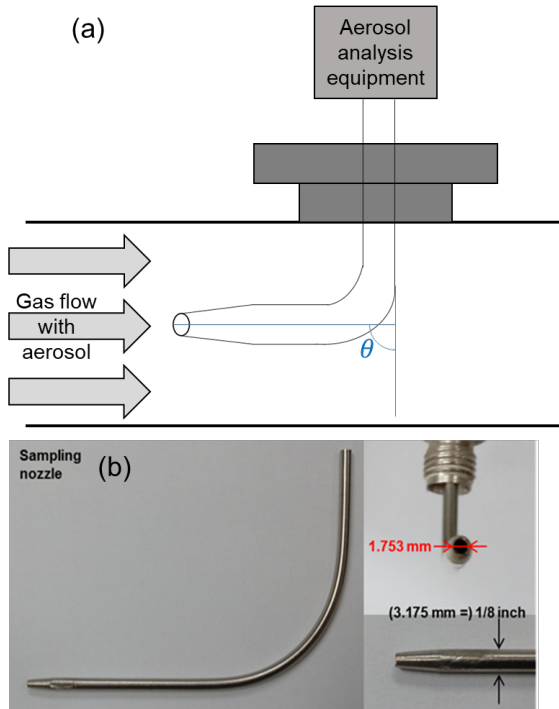 (a)
Aerosol
analysis
equipment
Gas flow
with
aerosol
θ
Sampling
nozzle
(b)
1.753 mm
(3.175 mm =) 1/8 inch